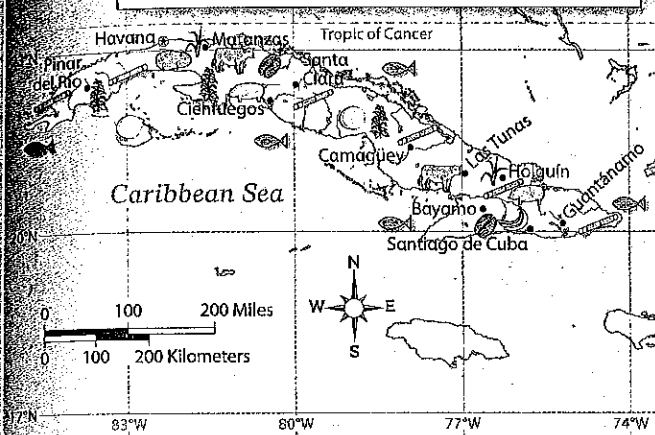 Havana
Matanzas
Tropic of Cancer
Pinar
del Río
Santa
Clara
Cienfuegos
Camagüey
Las Tunas
Holguín
Guantánamo
Caribbean Sea
Bayamo
Santiago de Cuba
20°N
N
W E
S
0 100 200 Miles
0 100 200 Kilometers
17°N
83°W 80°W 77°W 74°W